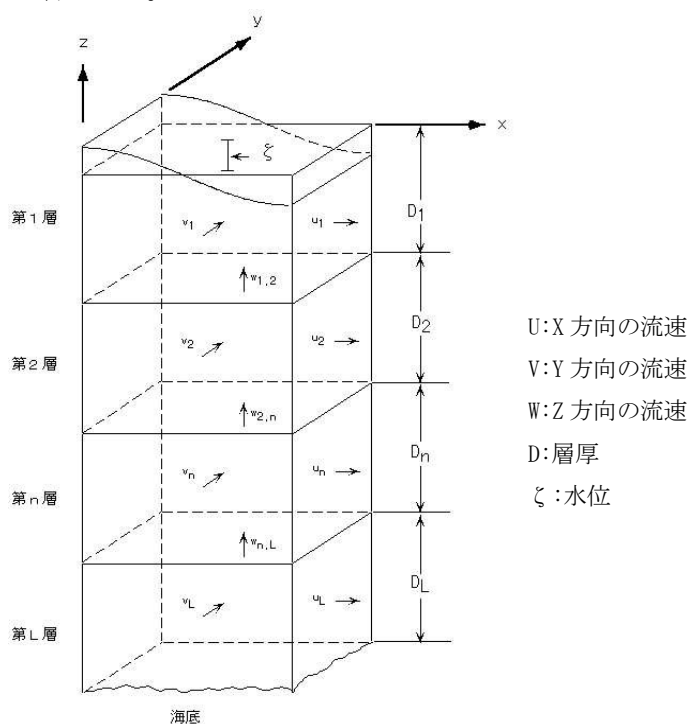 y
z
x
ζ
D1
第1層
v1
u1
w1,2
D2
第2層
v2
u2
w2,n
Dn
第n層
vn
un
wn,L
DL
第L層
vL
uL
海底
U:X 方向の流速
V:Y 方向の流速
W:Z 方向の流速
D:層厚
ζ:水位